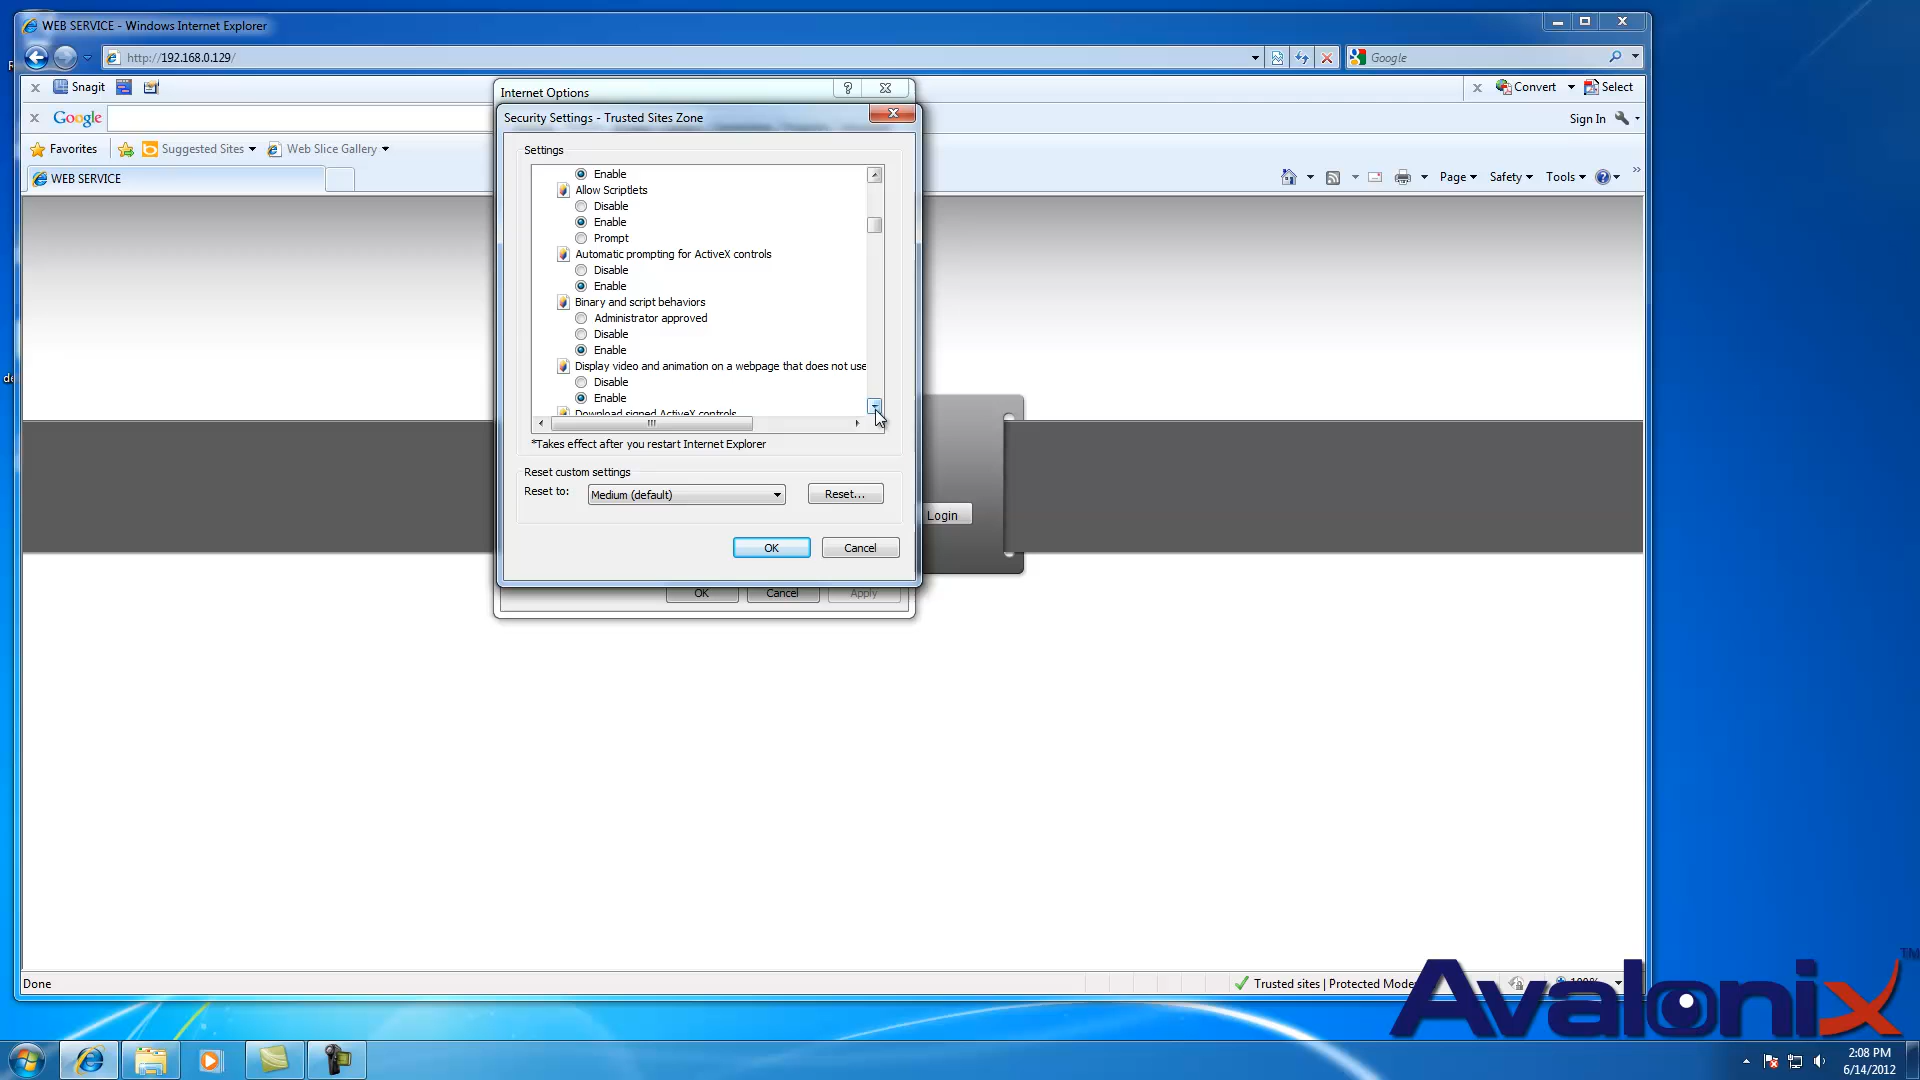 WEB SERVICE - Windows Internet Explorer
http://192.168.0.129/
Google
Snagit
Convert
Select
Google
Sign In
Favorites
Suggested Sites
Web Slice Gallery
WEB SERVICE
Page
Safety
Tools
Internet Options
Security Settings - Trusted Sites Zone
Settings
Enable
Allow Scriptlets
Disable
Enable
Prompt
Automatic prompting for ActiveX controls
Disable
Enable
Binary and script behaviors
Administrator approved
Disable
Enable
Display video and animation on a webpage that does not use
Disable
Enable
Download signed ActiveX controls
*Takes effect after you restart Internet Explorer
Reset custom settings
Reset to:
Medium (default)
Reset...
OK
Cancel
OK
Cancel
Apply
Login
Done
Trusted sites | Protected Mode
Avalonix
TM
2:08 PM
6/14/2012